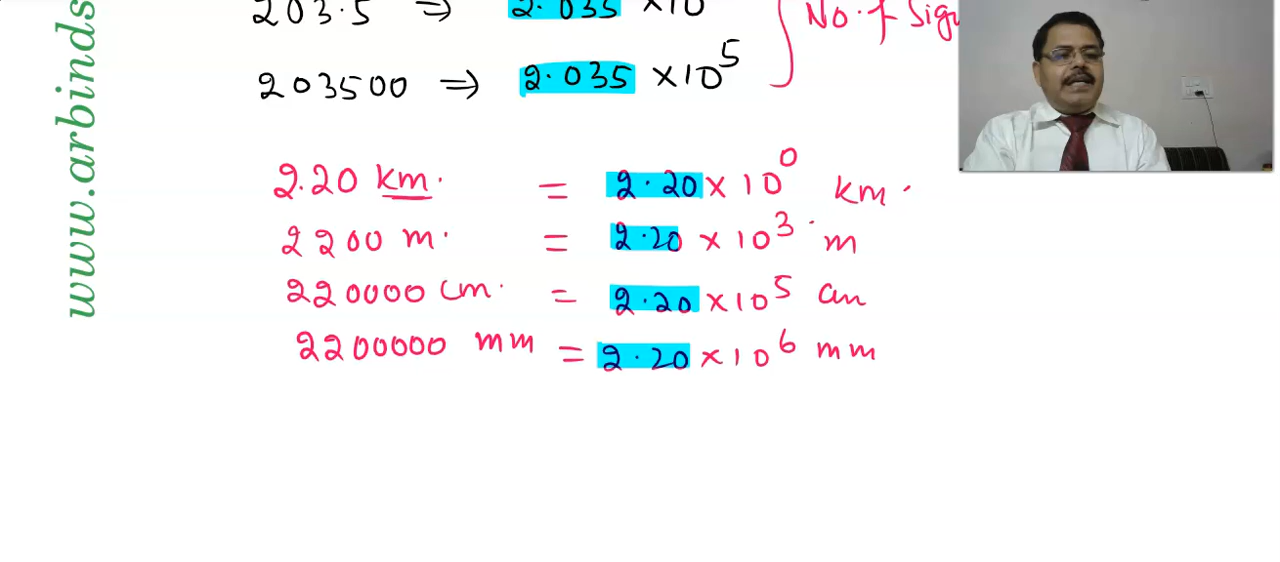 www.arbinds
203.5 ⇒ 2.035 ×10
No. of Sign
203500 ⇒ 2.035 ×10⁵
2.20 km. = 2.20 × 10⁰ km.
2200 m. = 2.20 × 10³ m
220000 cm. = 2.20 ×10⁵ cm
2200000 mm = 2.20 ×10⁶ mm